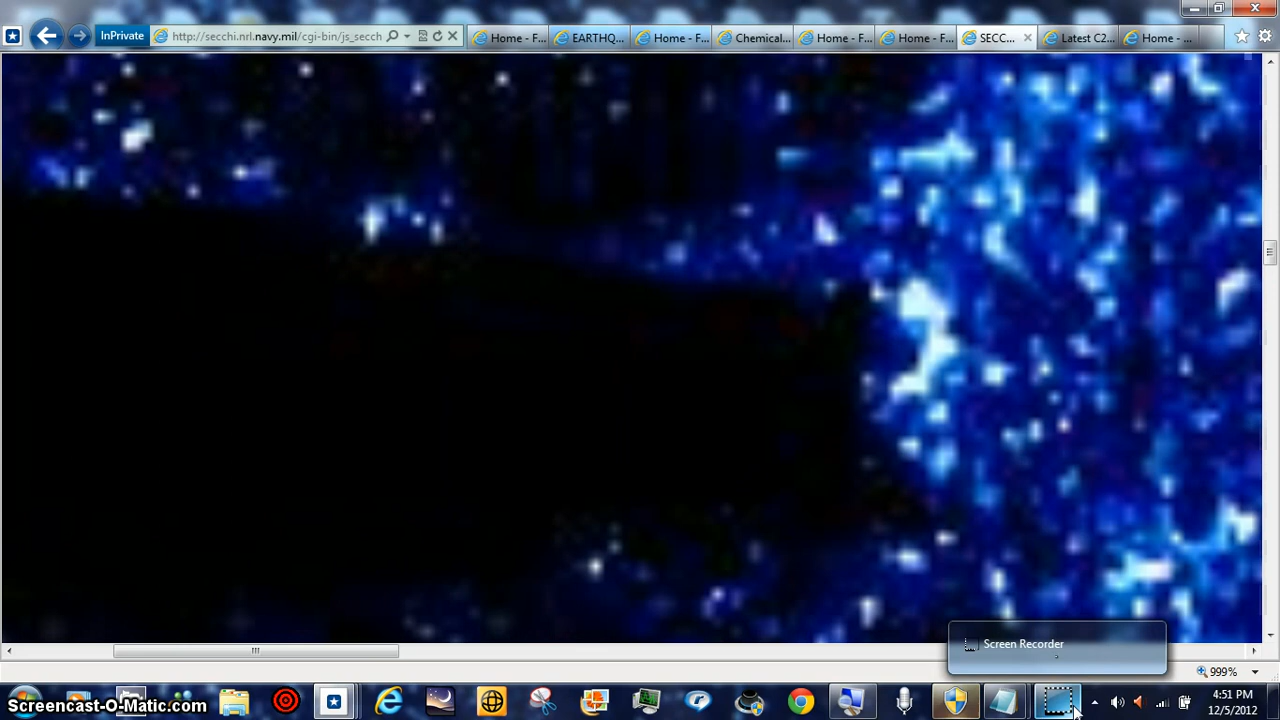 InPrivate
http://secchi.nrl.navy.mil/cgi-bin/js_secch
Home - F...
EARTHQ...
Home - F...
Chemical...
Home - F...
Home - F...
SECC...
Latest C2...
Home - ...
Screen Recorder
999%
Screencast-O-Matic.com
4:51 PM
12/5/2012